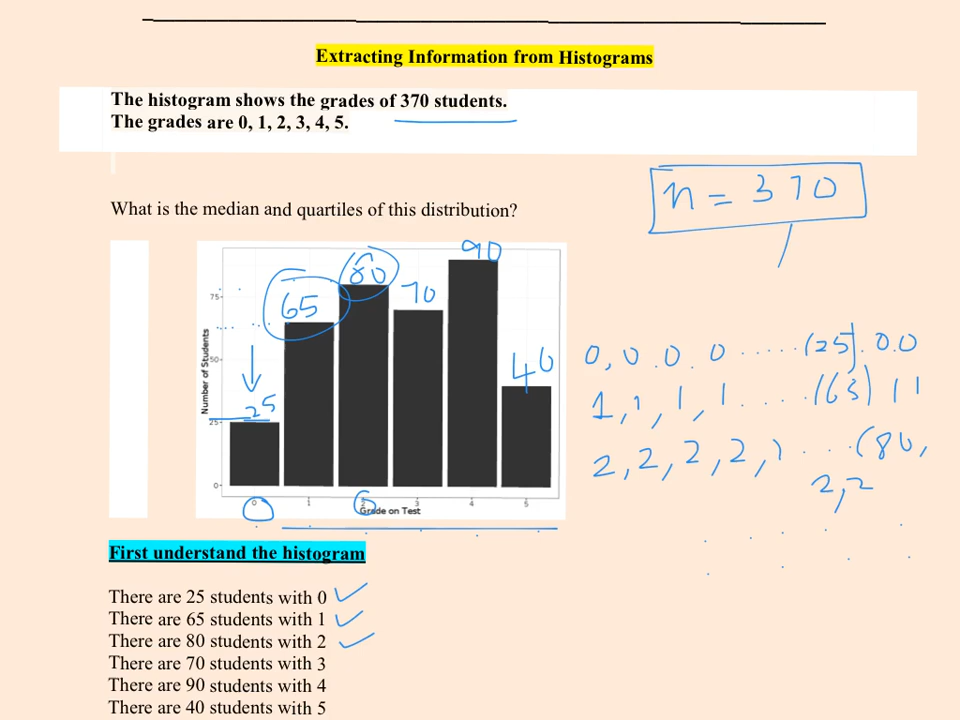 Extracting Information from Histograms
The histogram shows the grades of 370 students.
The grades are 0, 1, 2, 3, 4, 5.
n = 370
What is the median and quartiles of this distribution?
90
80
65
70
40
25
75
50
25
0
Number of Students
0 1 2 3 4 5
Grade on Test
0
0, 0 . 0 . 0 ..... (25) . 0.0
1, 1, 1, 1 .... (65) 1 1
2, 2, 2, 2, ... (80,
2,2
First understand the histogram
There are 25 students with 0
There are 65 students with 1
There are 80 students with 2
There are 70 students with 3
There are 90 students with 4
There are 40 students with 5